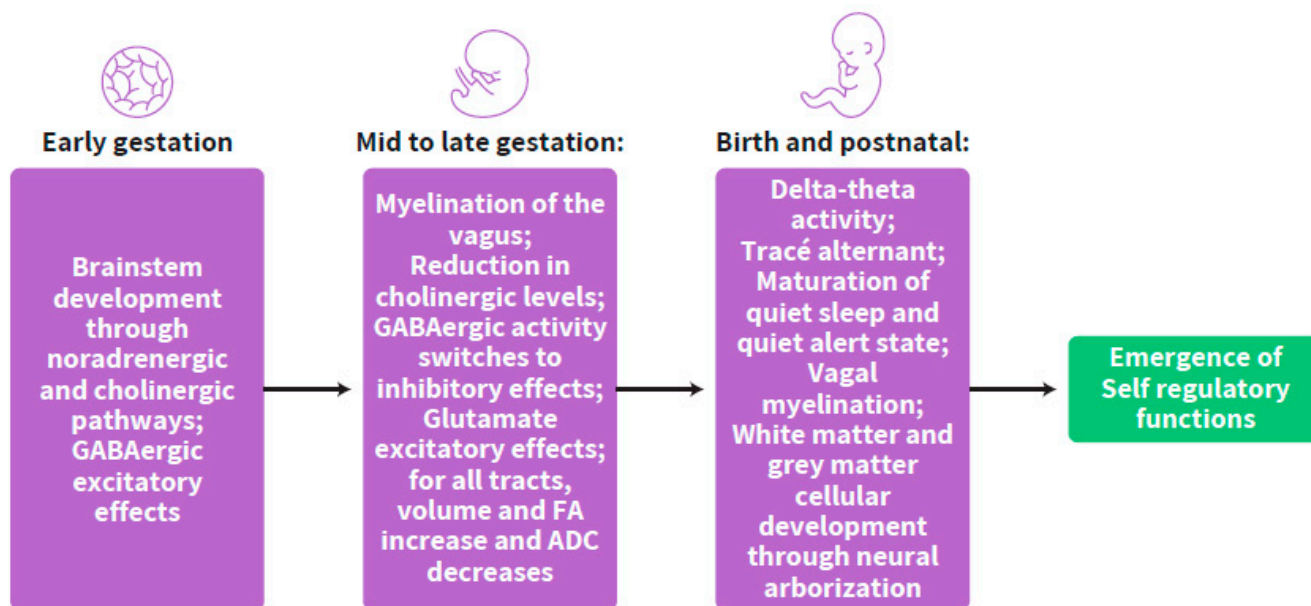 Early gestation
Brainstem
development
through
noradrenergic
and cholinergic
pathways;
GABAergic
excitatory
effects
Mid to late gestation:
Myelination of the
vagus;
Reduction in
cholinergic levels;
GABAergic activity
switches to
inhibitory effects;
Glutamate
excitatory effects;
for all tracts,
volume and FA
increase and ADC
decreases
Birth and postnatal:
Delta-theta
activity;
Tracé alternant;
Maturation of
quiet sleep and
quiet alert state;
Vagal
myelination;
White matter and
grey matter
cellular
development
through neural
arborization
Emergence of
Self regulatory
functions